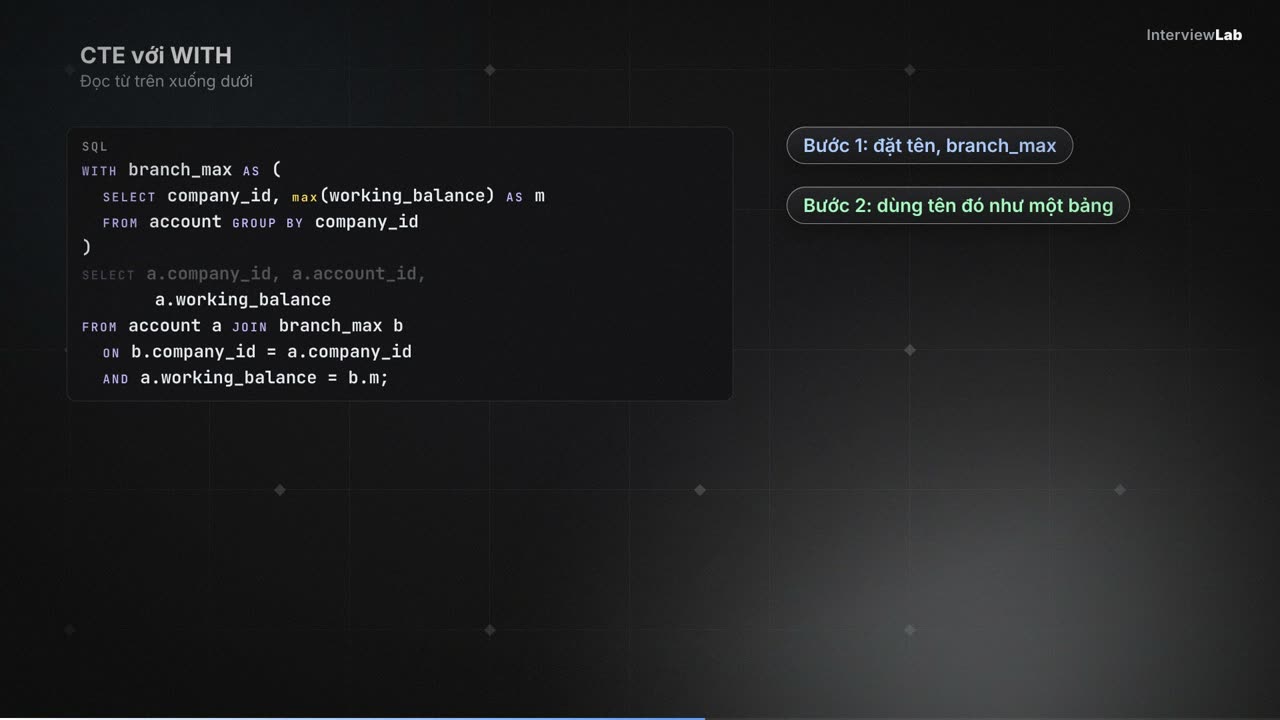 CTE với WITH
Đọc từ trên xuống dưới
InterviewLab
SQL
WITH branch_max AS (
  SELECT company_id, max(working_balance) AS m
  FROM account GROUP BY company_id
)
SELECT a.company_id, a.account_id,
       a.working_balance
FROM account a JOIN branch_max b
  ON b.company_id = a.company_id
  AND a.working_balance = b.m;
Bước 1: đặt tên, branch_max
Bước 2: dùng tên đó như một bảng